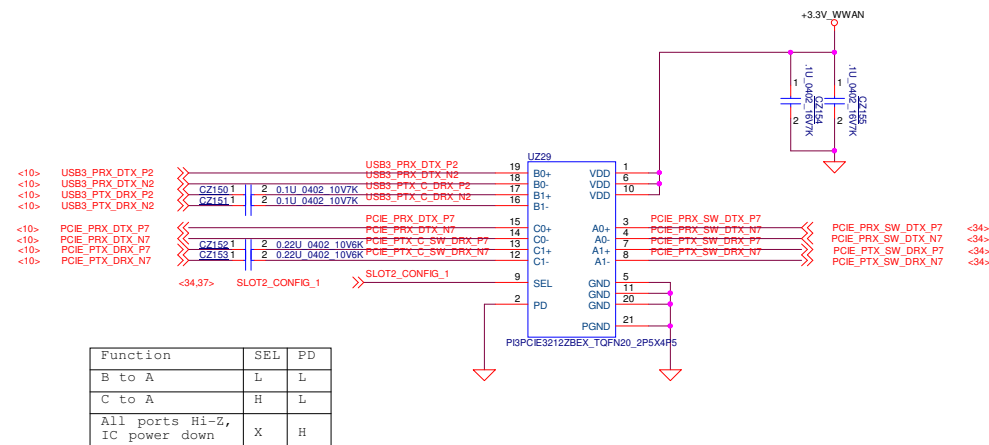 +3.3V_WWAN
1
2
.1U_0402_16V7K
CZ154
1
2
.1U_0402_16V7K
CZ155
UZ29
<10> USB3_PRX_DTX_P2 USB3_PRX_DTX_P2 19 B0+ VDD 1
<10> USB3_PRX_DTX_N2 USB3_PRX_DTX_N2 18 B0- VDD 6
<10> USB3_PTX_DRX_P2 CZ150 1 2 0.1U_0402_10V7K USB3_PTX_C_DRX_P2 17 B1+ VDD 10
<10> USB3_PTX_DRX_N2 CZ151 1 2 0.1U_0402_10V7K USB3_PTX_C_DRX_N2 16 B1-
<10> PCIE_PRX_DTX_P7 PCIE_PRX_DTX_P7 15 C0+ A0+ 3 PCIE_PRX_SW_DTX_P7 PCIE_PRX_SW_DTX_P7 <34>
<10> PCIE_PRX_DTX_N7 PCIE_PRX_DTX_N7 14 C0- A0- 4 PCIE_PRX_SW_DTX_N7 PCIE_PRX_SW_DTX_N7 <34>
<10> PCIE_PTX_DRX_P7 CZ152 1 2 0.22U_0402_10V6K PCIE_PTX_C_SW_DRX_P7 13 C1+ A1+ 7 PCIE_PTX_SW_DRX_P7 PCIE_PTX_SW_DRX_P7 <34>
<10> PCIE_PTX_DRX_N7 CZ153 1 2 0.22U_0402_10V6K PCIE_PTX_C_SW_DRX_N7 12 C1- A1- 8 PCIE_PTX_SW_DRX_N7 PCIE_PTX_SW_DRX_N7 <34>
<34,37> SLOT2_CONFIG_1 SLOT2_CONFIG_1 9 SEL GND 5
GND 11
2 PD GND 20
PGND 21
PI3PCIE3212ZBEX_TQFN20_2P5X4P5
Function SEL PD
B to A L L
C to A H L
All ports Hi-Z,
IC power down X H